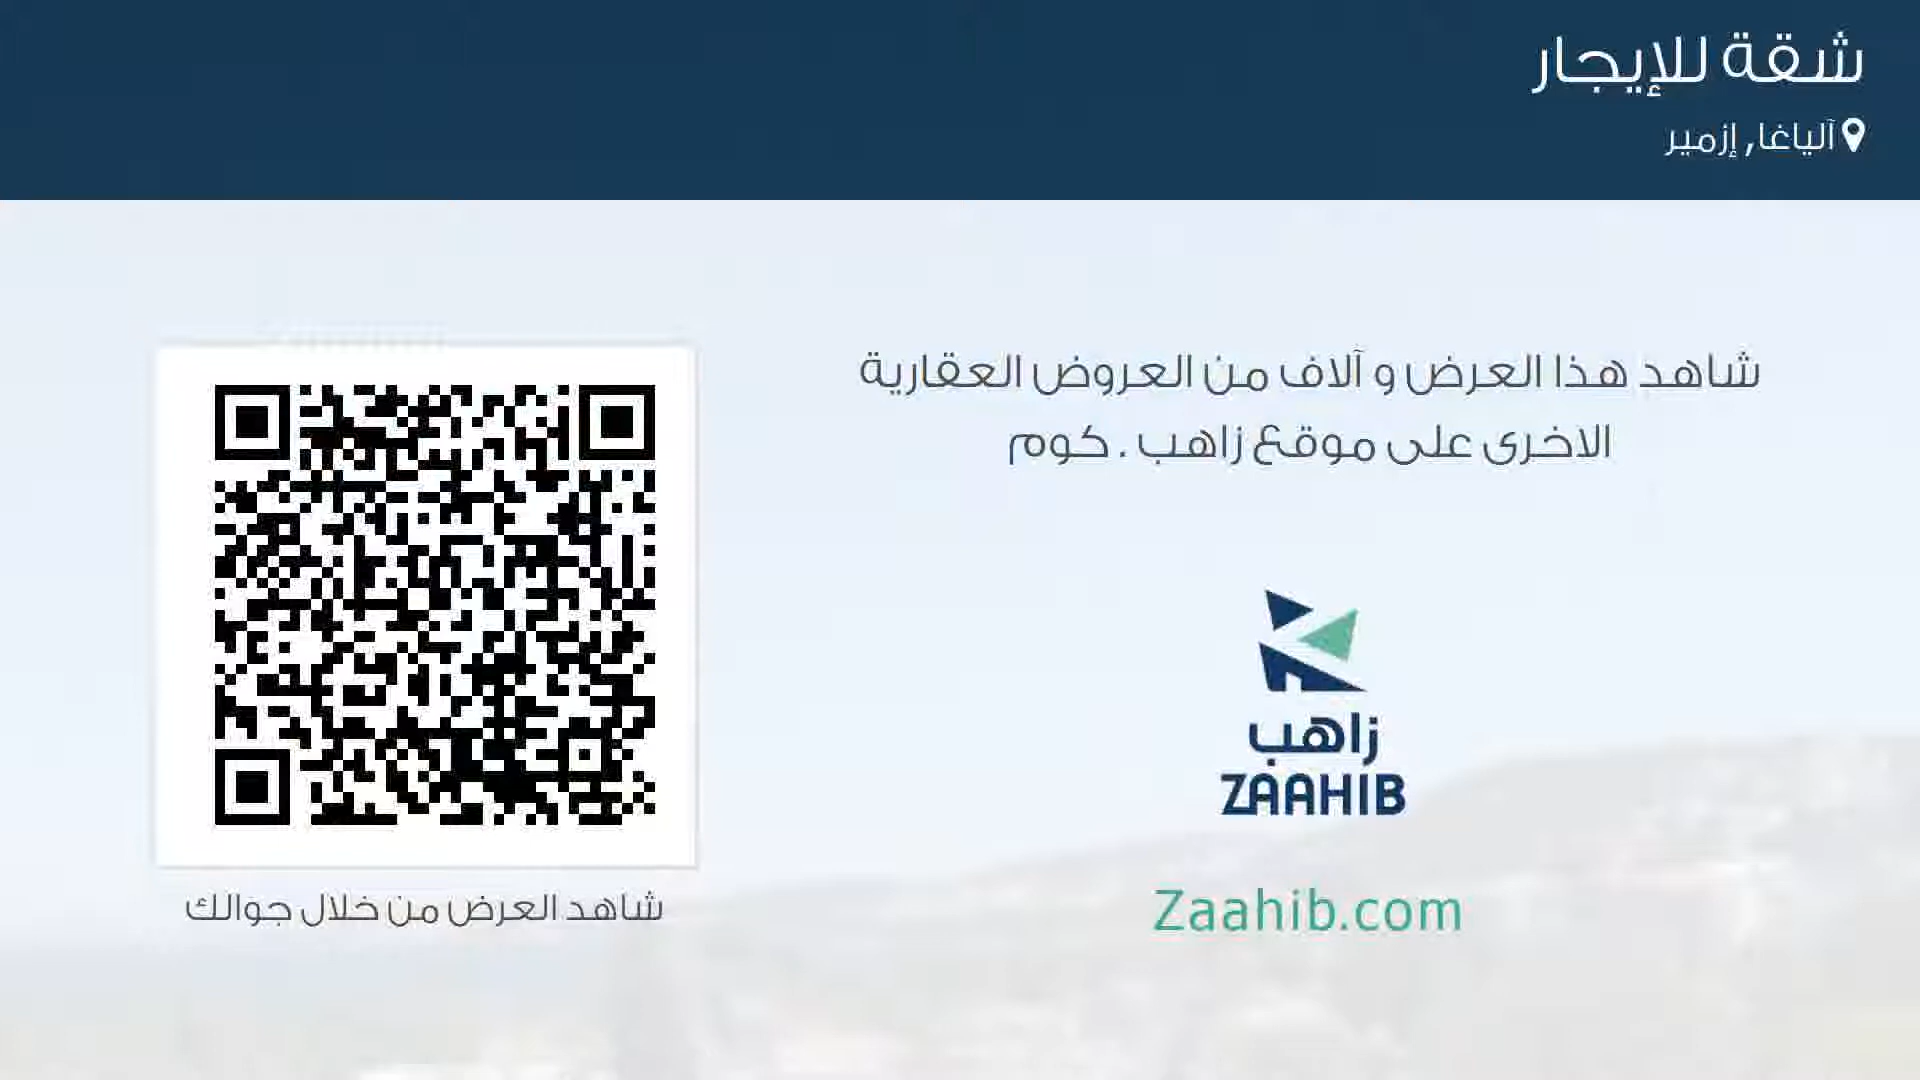 شقة للإيجار
آلياغا, إزمير
شاهد هذا العرض و آلاف من العروض العقارية
الاخرى على موقع زاهب . كوم
زاهب
ZAAHIB
Zaahib.com
شاهد العرض من خلال جوالك